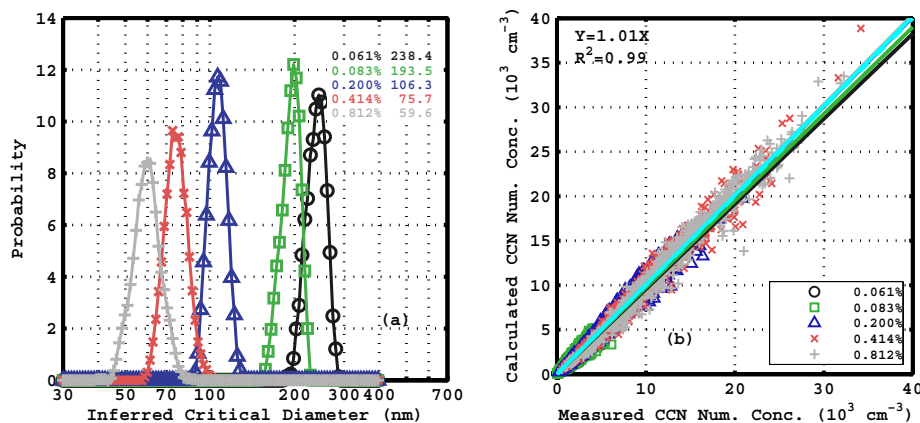 14
12
10
8
6
4
2
0
Probability
0.061% 238.4
0.083% 193.5
0.200% 106.3
0.414% 75.7
0.812% 59.6
(a)
30 50 70 100 200 300 400 700
Inferred Critical Diameter (nm)
40
35
30
25
20
15
10
5
0
Calculated CCN Num. Conc. (10³ cm⁻³)
Y=1.01X
R²=0.99
(b)
0.061%
0.083%
0.200%
0.414%
0.812%
0 10 20 30 40
Measured CCN Num. Conc. (10³ cm⁻³)